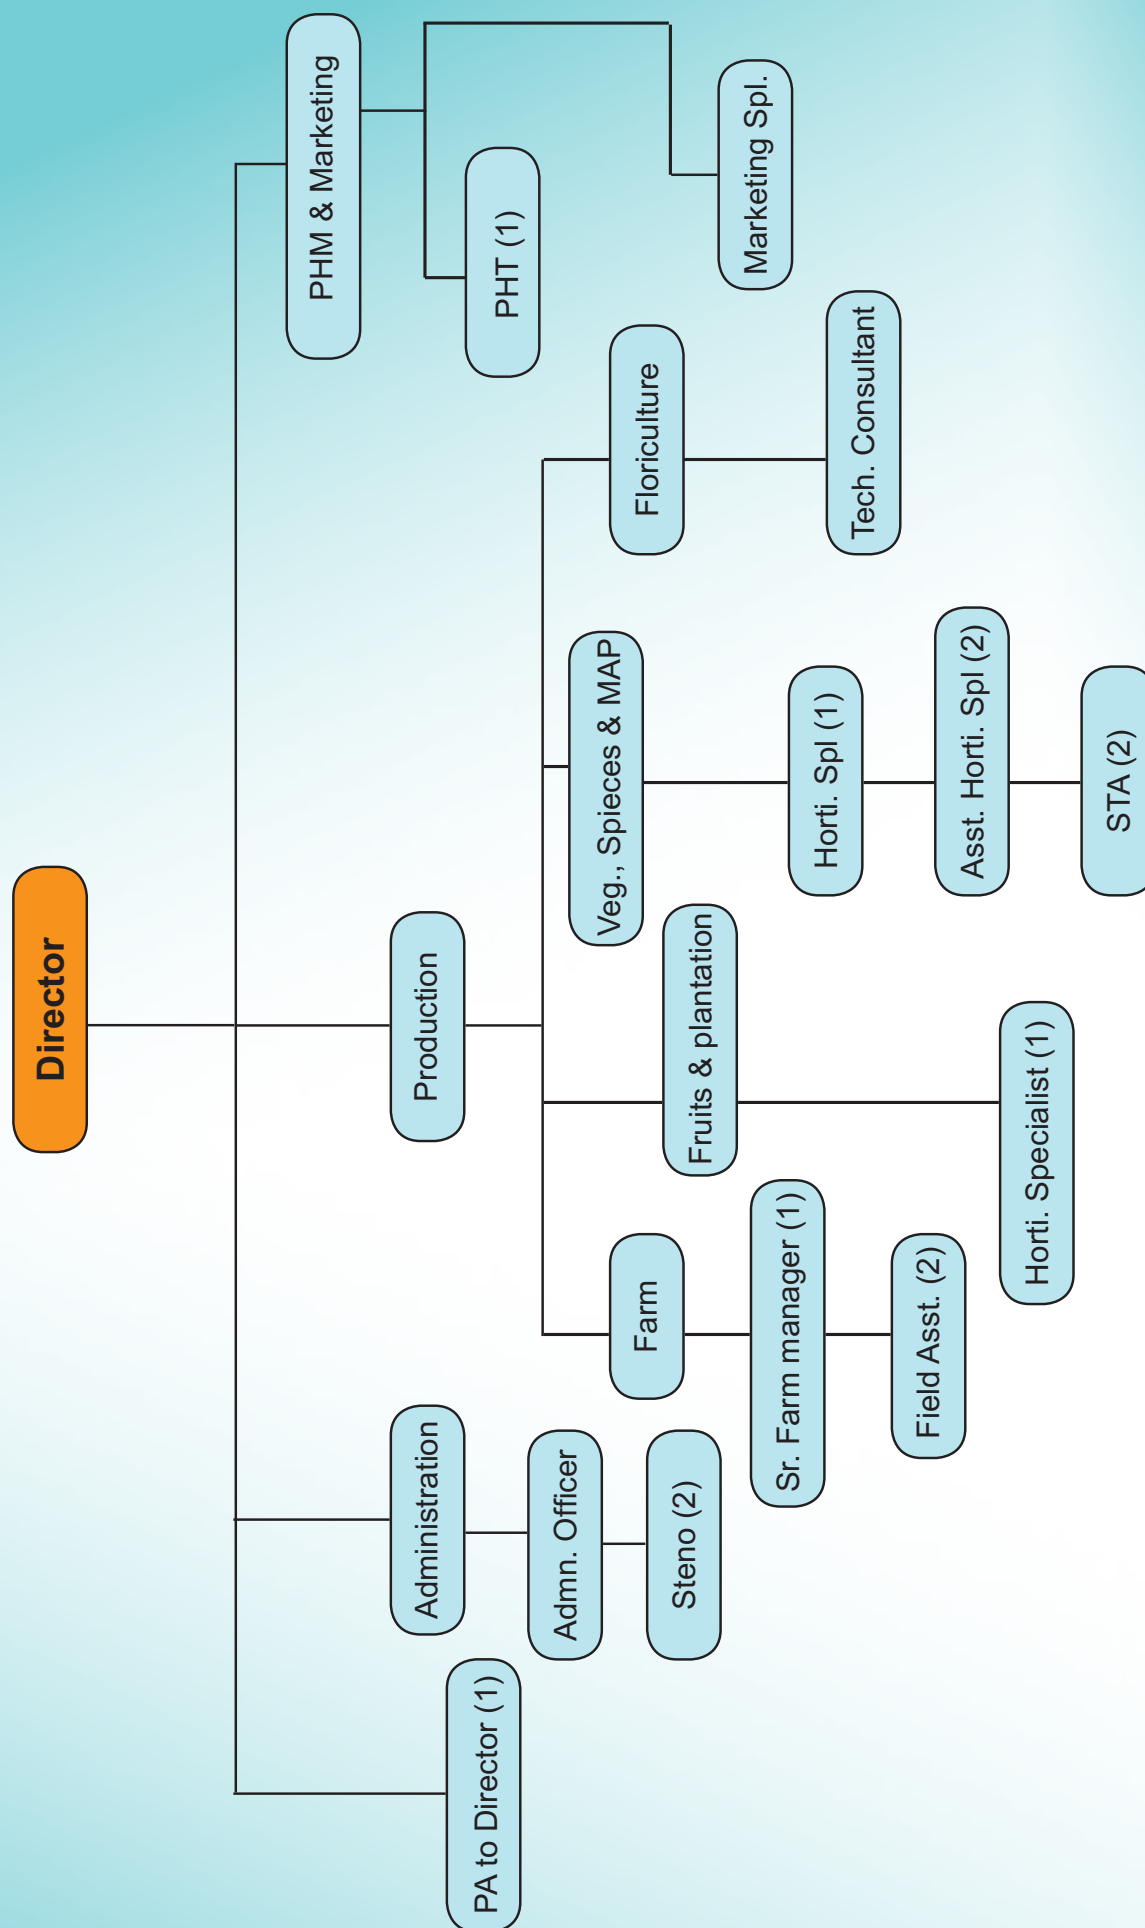 Director
PA to Director (1)
Administration
Admn. Officer
Steno (2)
Production
Farm
Sr. Farm manager (1)
Field Asst. (2)
Fruits & plantation
Horti. Specialist (1)
Veg., Spieces & MAP
Horti. Spl (1)
Asst. Horti. Spl (2)
STA (2)
Floriculture
Tech. Consultant
PHM & Marketing
PHT (1)
Marketing Spl.